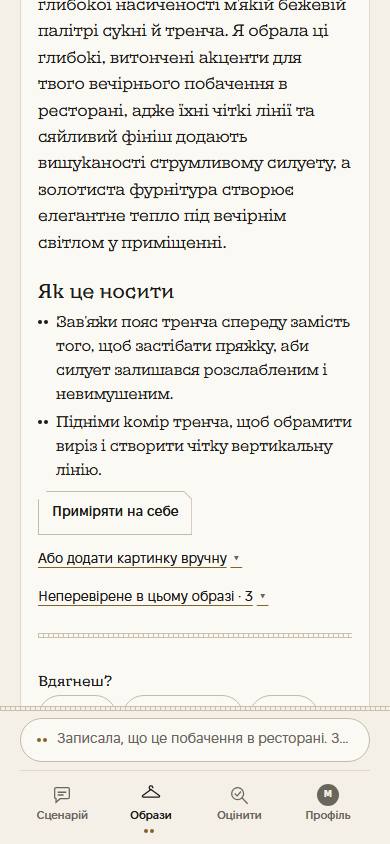 глибокої насиченості м'якій бежевій
палітрі сукні й тренча. Я обрала ці
глибокі, витончені акценти для
твого вечірнього побачення в
ресторані, адже їхні чіткі лінії та
сяйливий фініш додають
вишуканості струмливому силуету, а
золотиста фурнітура створює
елегантне тепло під вечірнім
світлом у приміщенні.
Як це носити
Зав'яжи пояс тренча спереду замість
того, щоб застібати пряжку, аби
силует залишався розслабленим і
невимушеним.
Підніми комір тренча, щоб обрамити
виріз і створити чітку вертикальну
лінію.
Приміряти на себе
Або додати картинку вручну
Неперевірене в цьому образі · 3
Вдягнеш?
Записала, що це побачення в ресторані. З...
Сценарій
Образи
Оцінити
М
Профіль